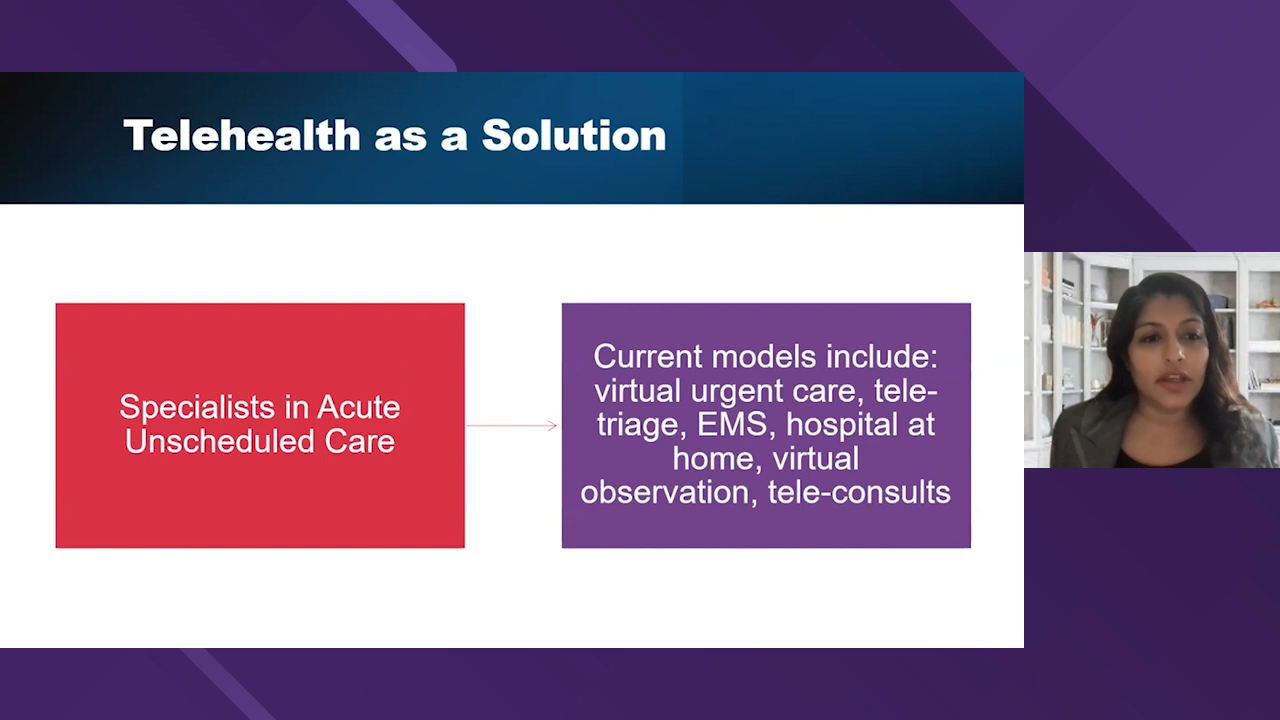 Telehealth as a Solution
Specialists in Acute
Unscheduled Care
Current models include:
virtual urgent care, tele-
triage, EMS, hospital at
home, virtual
observation, tele-consults